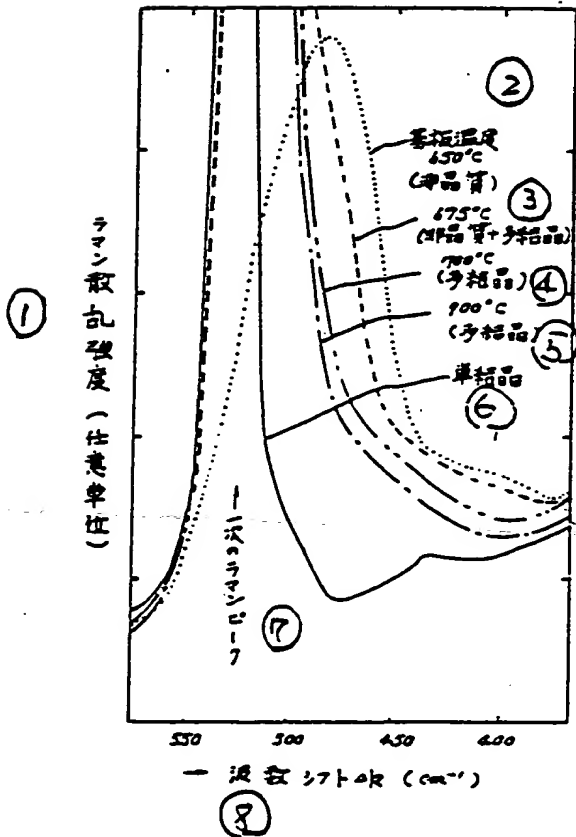 ①
ラマン散乱強度(任意単位)
②
基板温度
650°C
(非晶質)
③
675°C
(非晶質+多結晶)
700°C
(多結晶) ④
900°C
(多結晶) ⑤
単結晶
⑥
一次のラマンピーク
⑦
550 500 450 400
― 波数シフトΔk (cm⁻¹)
⑧